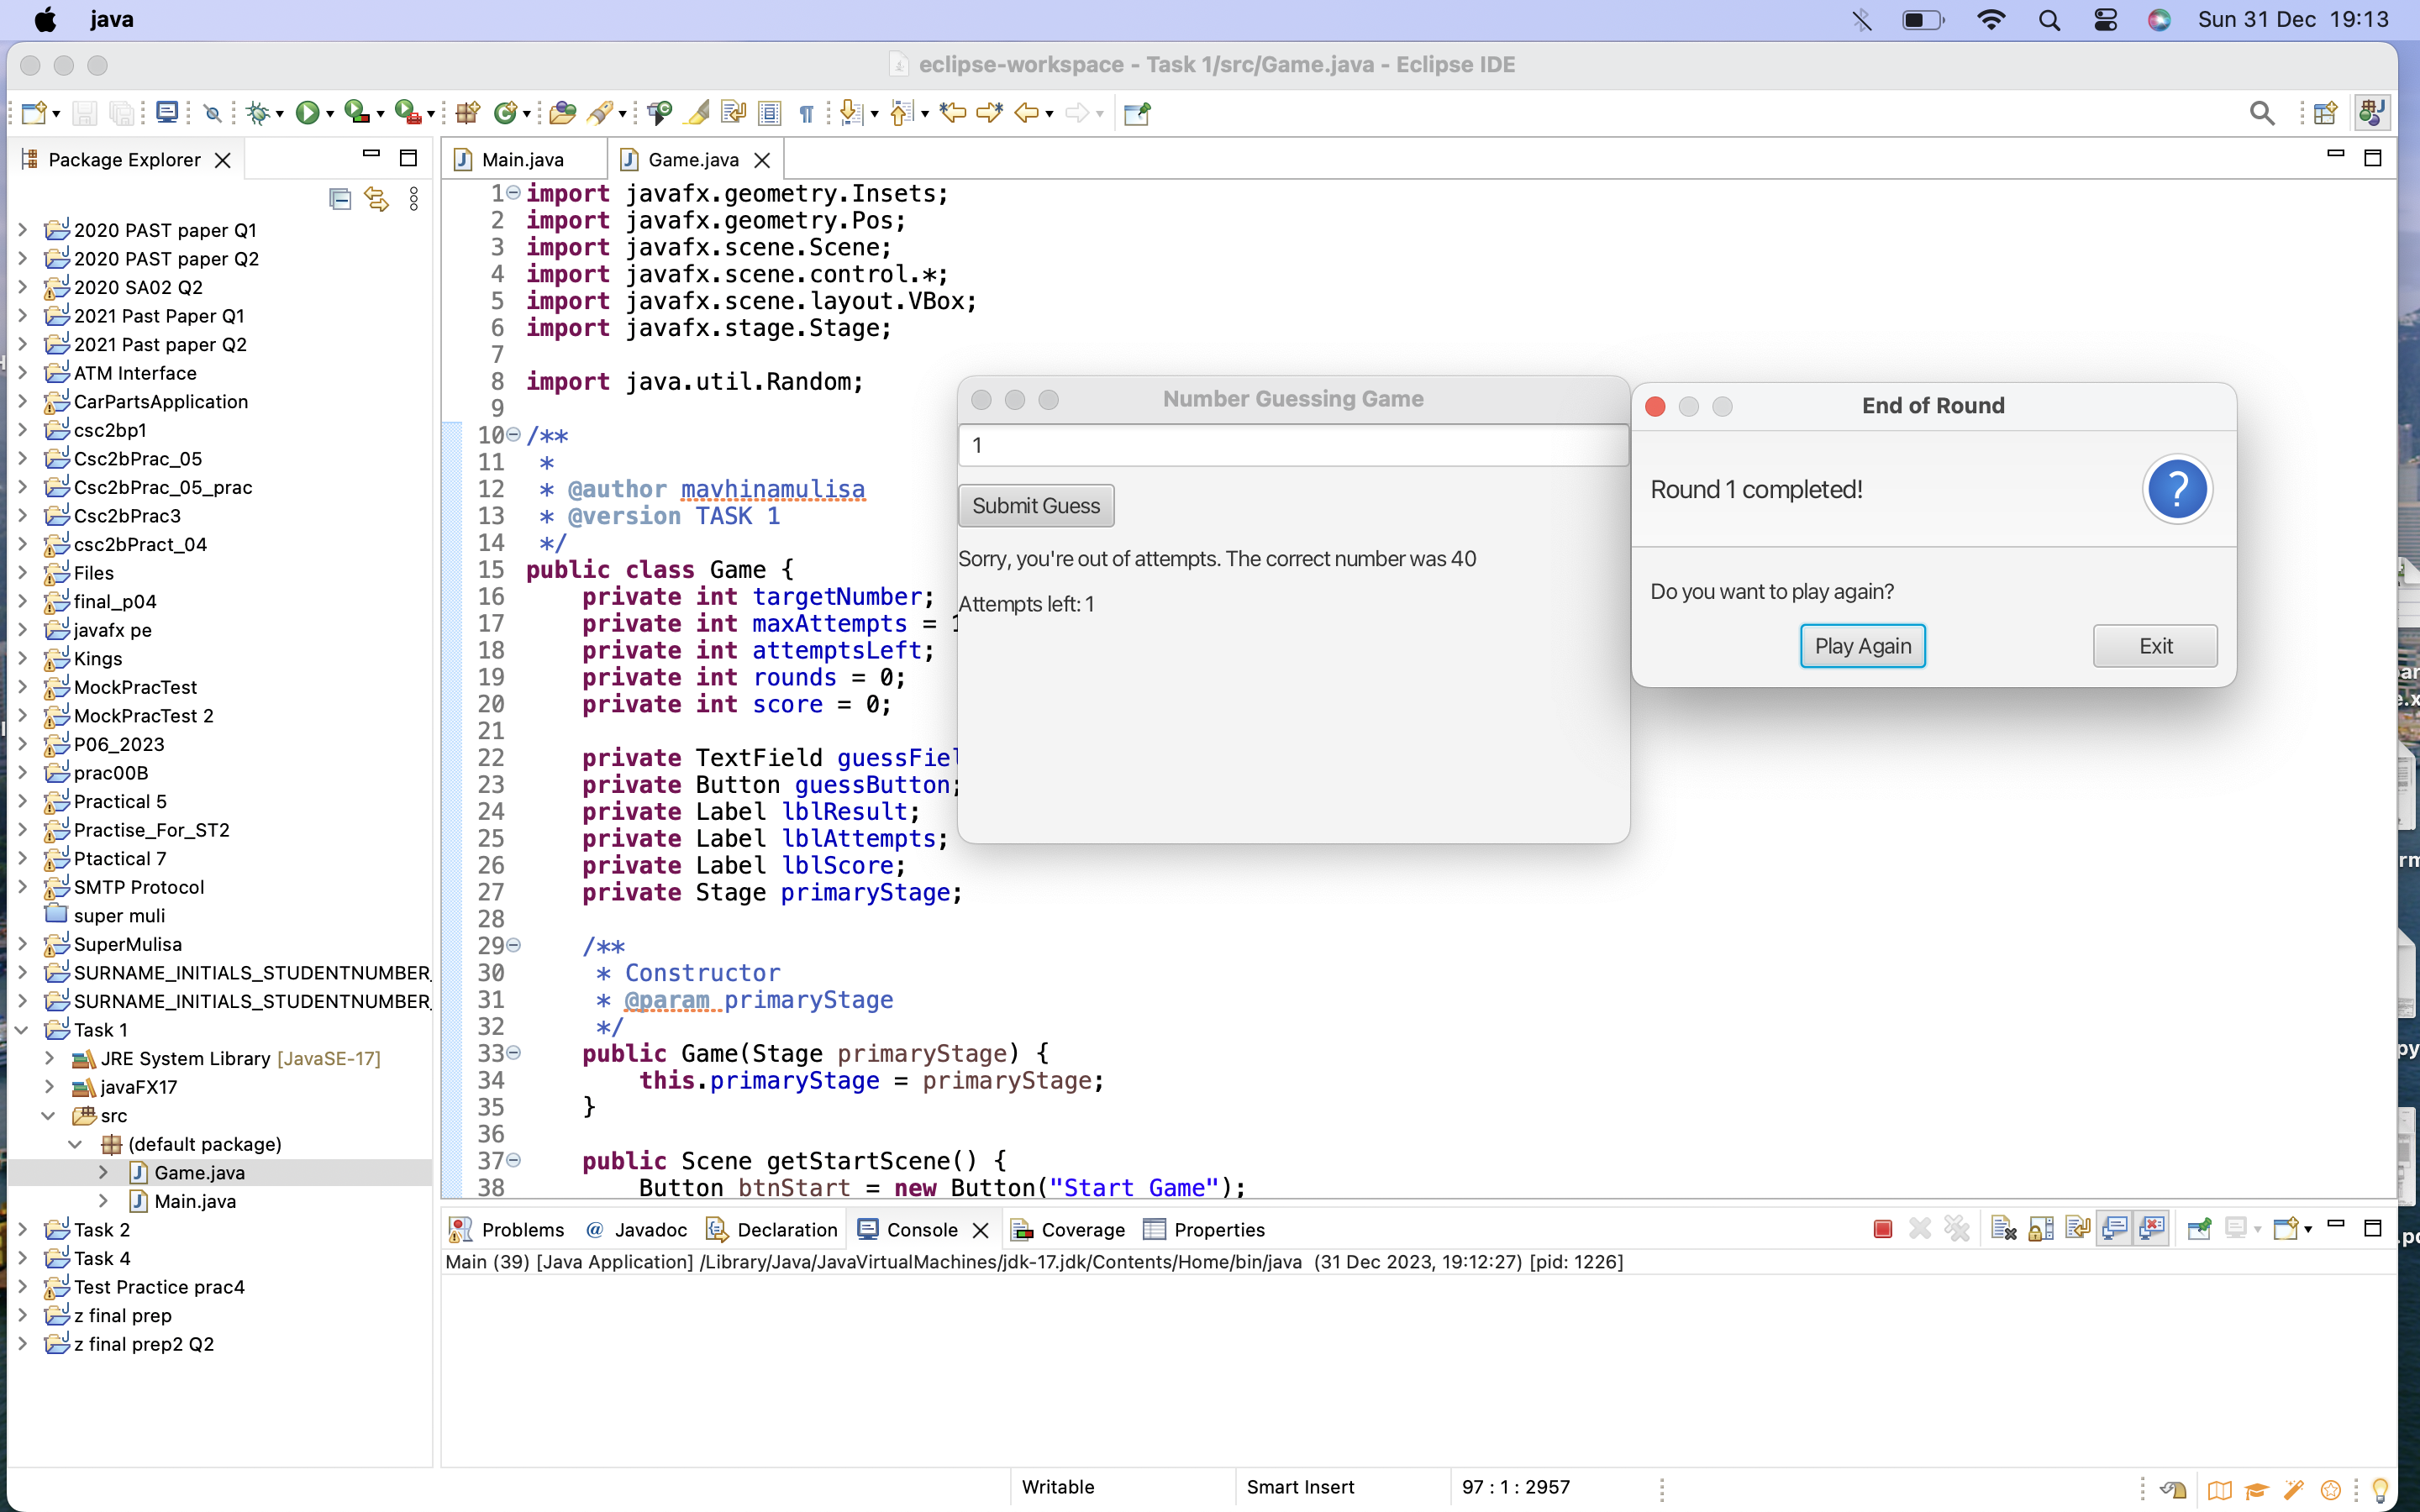 java
Sun 31 Dec 19:13
eclipse-workspace - Task 1/src/Game.java - Eclipse IDE
Package Explorer
2020 PAST paper Q1
2020 PAST paper Q2
2020 SA02 Q2
2021 Past Paper Q1
2021 Past paper Q2
ATM Interface
CarPartsApplication
csc2bp1
Csc2bPrac_05
Csc2bPrac_05_prac
Csc2bPrac3
csc2bPract_04
Files
final_p04
javafx pe
Kings
MockPracTest
MockPracTest 2
P06_2023
prac00B
Practical 5
Practise_For_ST2
Ptactical 7
SMTP Protocol
super muli
SuperMulisa
SURNAME_INITIALS_STUDENTNUMBER_
SURNAME_INITIALS_STUDENTNUMBER_
Task 1
JRE System Library [JavaSE-17]
javaFX17
src
(default package)
Game.java
Main.java
Task 2
Task 4
Test Practice prac4
z final prep
z final prep2 Q2
Main.java
Game.java
1 import javafx.geometry.Insets;
2 import javafx.geometry.Pos;
3 import javafx.scene.Scene;
4 import javafx.scene.control.*;
5 import javafx.scene.layout.VBox;
6 import javafx.stage.Stage;
7
8 import java.util.Random;
9
10 /**
11 *
12 * @author mavhinamulisa
13 * @version TASK 1
14 */
15 public class Game {
16 private int targetNumber;
17 private int maxAttempts =
18 private int attemptsLeft;
19 private int rounds = 0;
20 private int score = 0;
21
22 private TextField guessFiel
23 private Button guessButton;
24 private Label lblResult;
25 private Label lblAttempts;
26 private Label lblScore;
27 private Stage primaryStage;
28
29 /**
30 * Constructor
31 * @param primaryStage
32 */
33 public Game(Stage primaryStage) {
34 this.primaryStage = primaryStage;
35 }
36
37 public Scene getStartScene() {
38 Button btnStart = new Button("Start Game");
Number Guessing Game
1
Submit Guess
Sorry, you're out of attempts. The correct number was 40
Attempts left: 1
End of Round
Round 1 completed!
?
Do you want to play again?
Play Again
Exit
Problems
@ Javadoc
Declaration
Console
Coverage
Properties
Main (39) [Java Application] /Library/Java/JavaVirtualMachines/jdk-17.jdk/Contents/Home/bin/java (31 Dec 2023, 19:12:27) [pid: 1226]
Writable
Smart Insert
97 : 1 : 2957